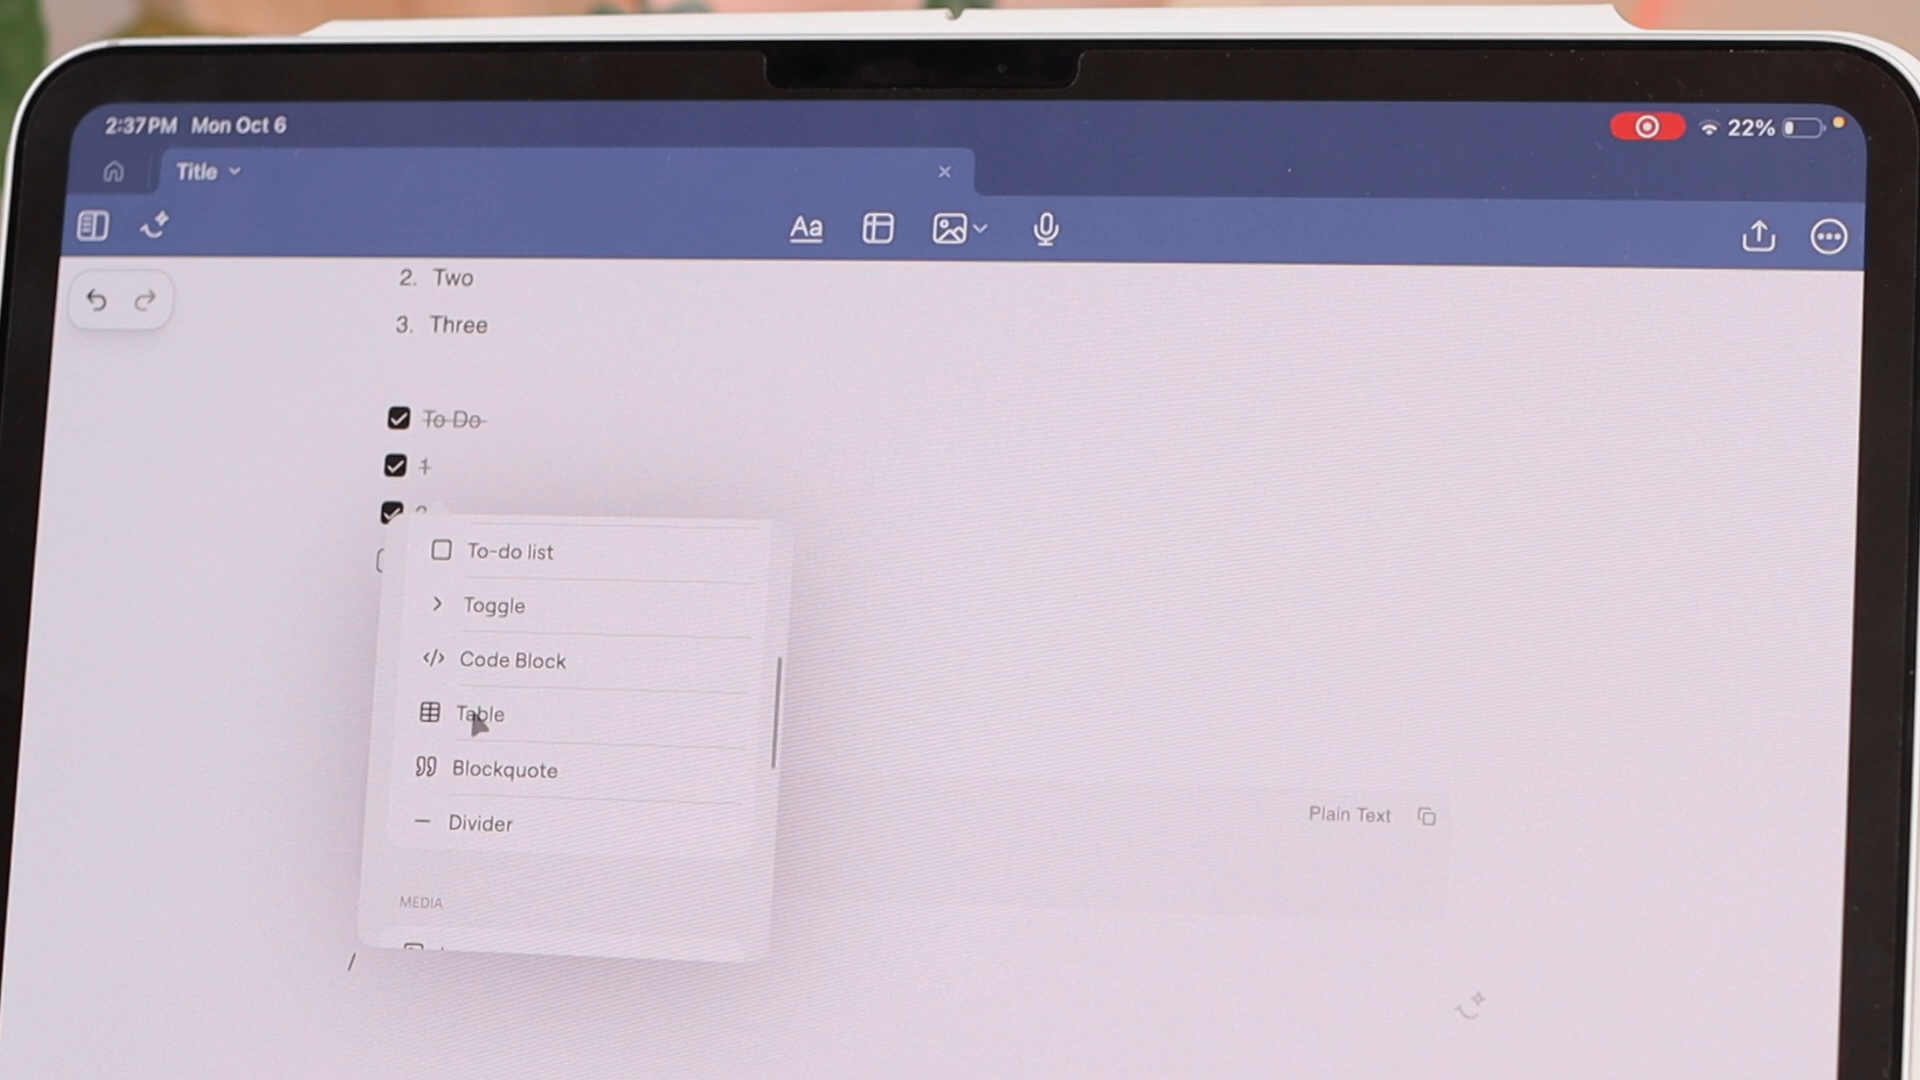 2:37 PM Mon Oct 6
22%
Title
Aa
2. Two
3. Three
To Do
1
To-do list
Toggle
</> Code Block
Table
Blockquote
Divider
Plain Text
MEDIA
/